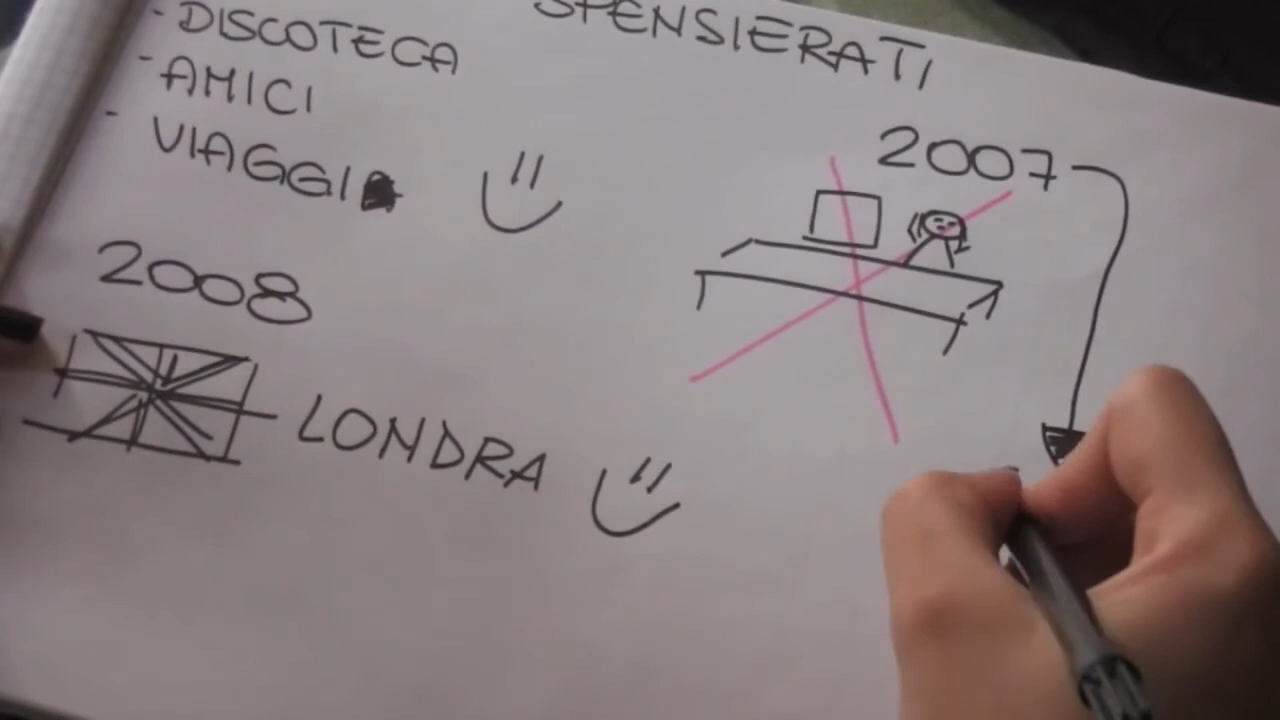 SPENSIERATI
- DISCOTECA
- AMICI
- VIAGGI
2007
2008
LONDRA